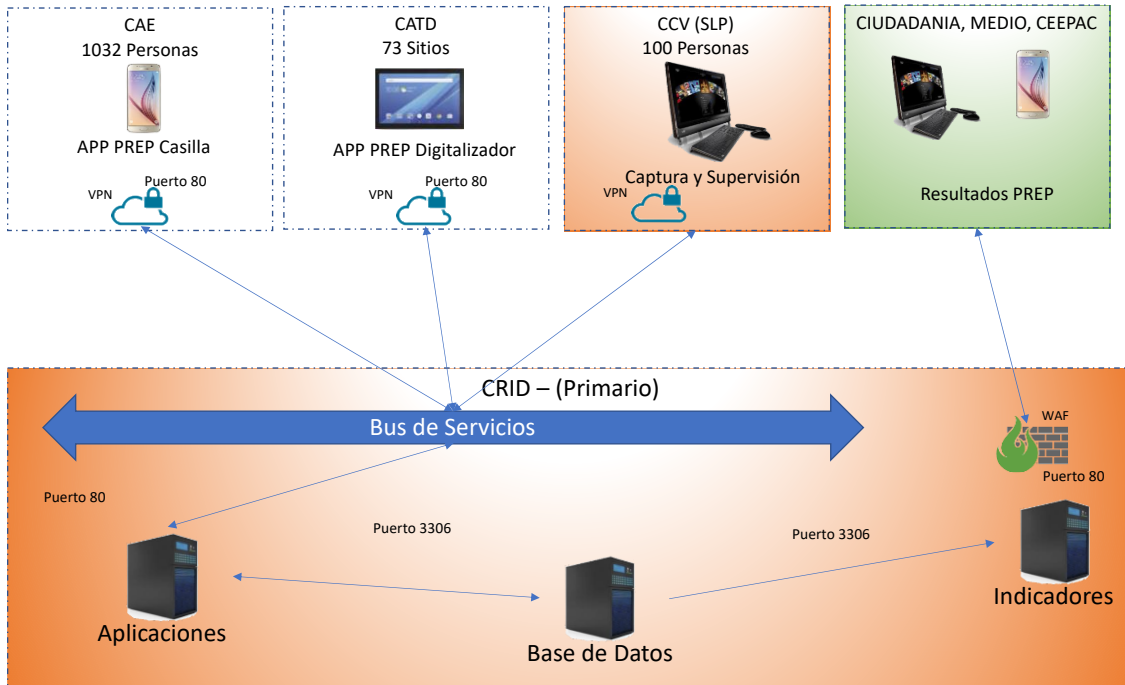 CAE
1032 Personas
APP PREP Casilla
Puerto 80
VPN
CATD
73 Sitios
APP PREP Digitalizador
Puerto 80
VPN
CCV (SLP)
100 Personas
Captura y Supervisión
VPN
CIUDADANIA, MEDIO, CEEPAC
Resultados PREP
CRID – (Primario)
Bus de Servicios
WAF
Puerto 80
Puerto 80
Puerto 3306
Puerto 3306
Aplicaciones
Base de Datos
Indicadores